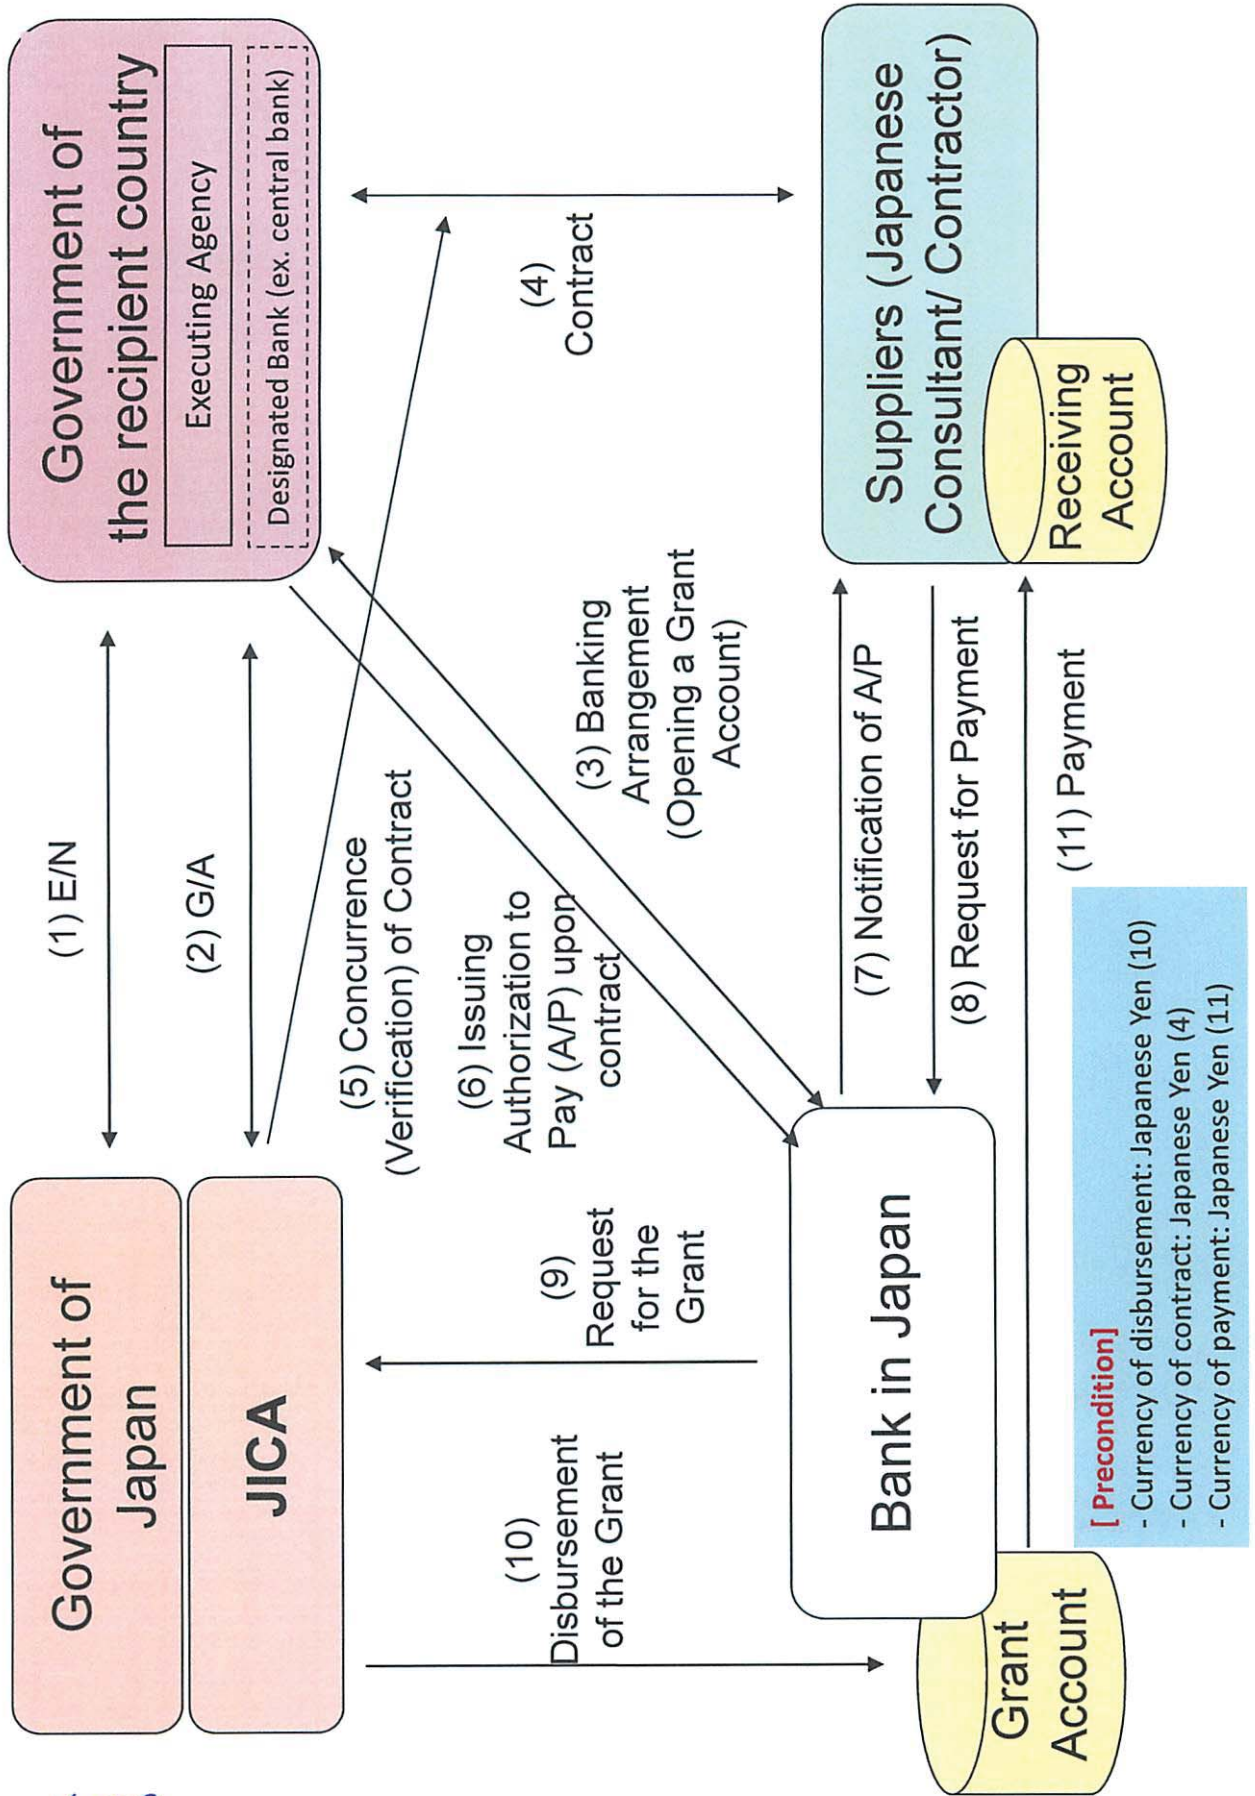 Government of
Japan
JICA
(1) E/N
(2) G/A
Government of
the recipient country
Executing Agency
Designated Bank (ex. central bank)
(5) Concurrence
(Verification) of Contract
(6) Issuing
Authorization to
Pay (A/P) upon
contract
(4)
Contract
(3) Banking
Arrangement
(Opening a Grant
Account)
(9)
Request
for the
Grant
(10)
Disbursement
of the Grant
Bank in Japan
Grant
Account
(7) Notification of A/P
(8) Request for Payment
(11) Payment
Suppliers (Japanese
Consultant/ Contractor)
Receiving
Account
[ Precondition]
- Currency of disbursement: Japanese Yen (10)
- Currency of contract: Japanese Yen (4)
- Currency of payment: Japanese Yen (11)